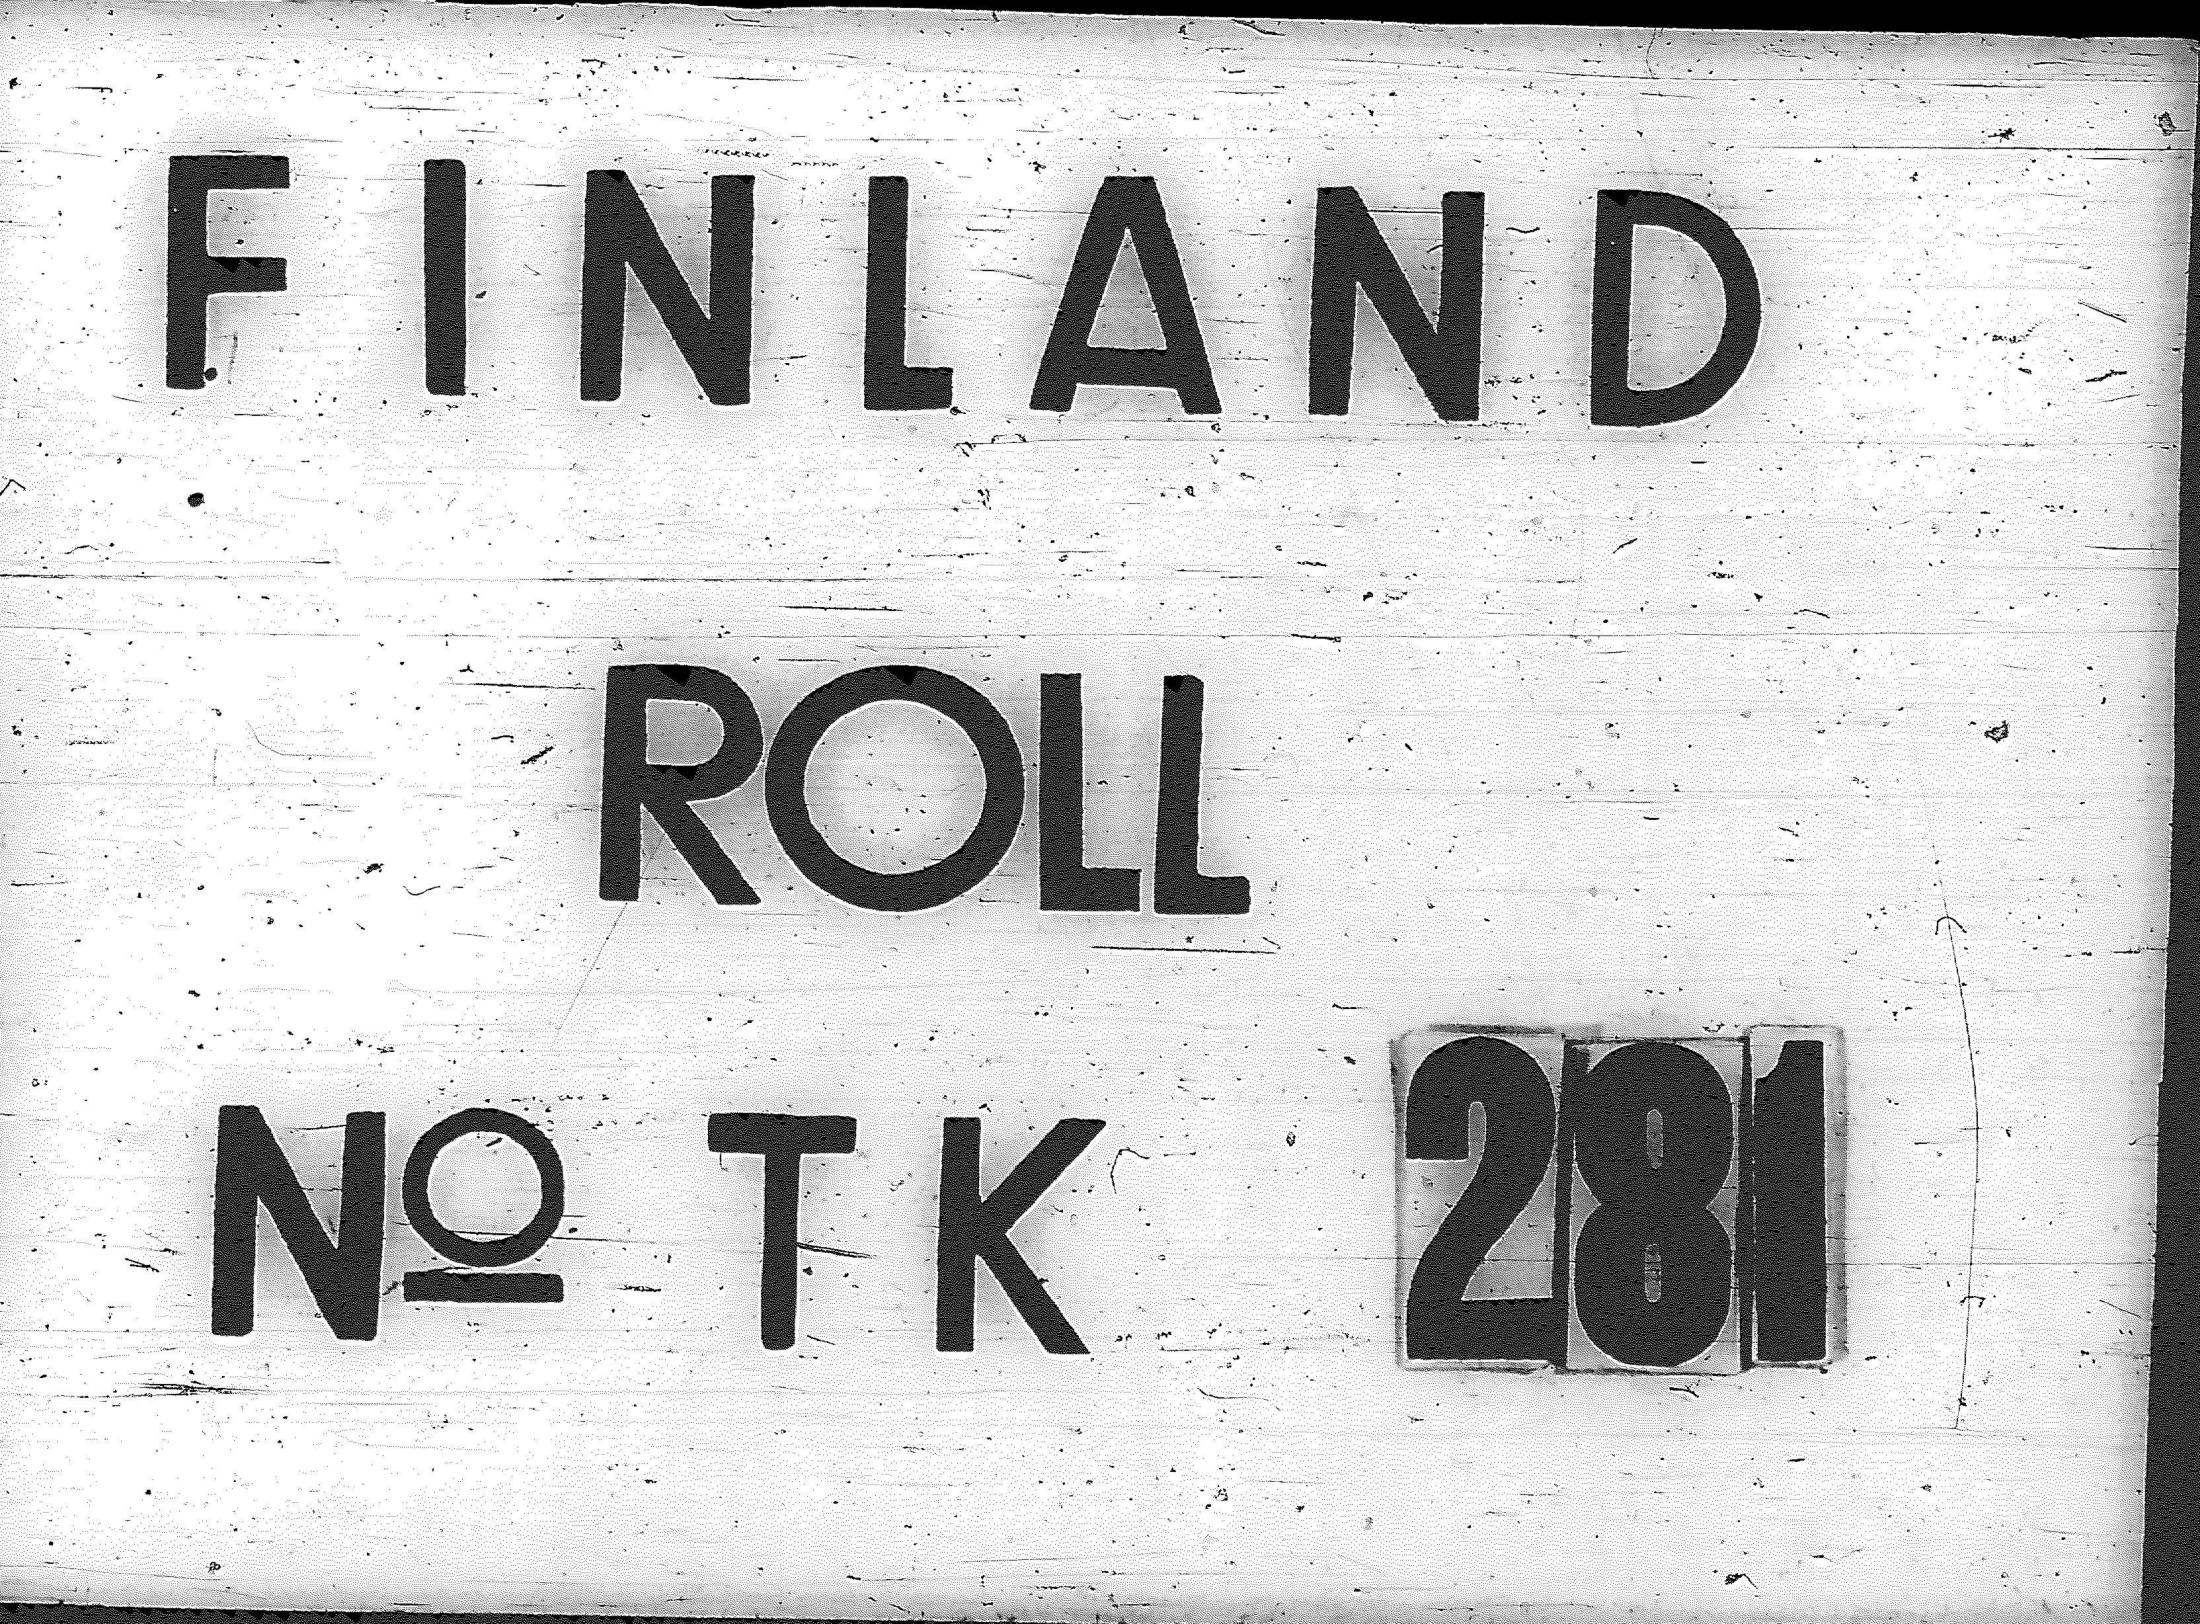 FINLAND
ROLL
Nº TK 281